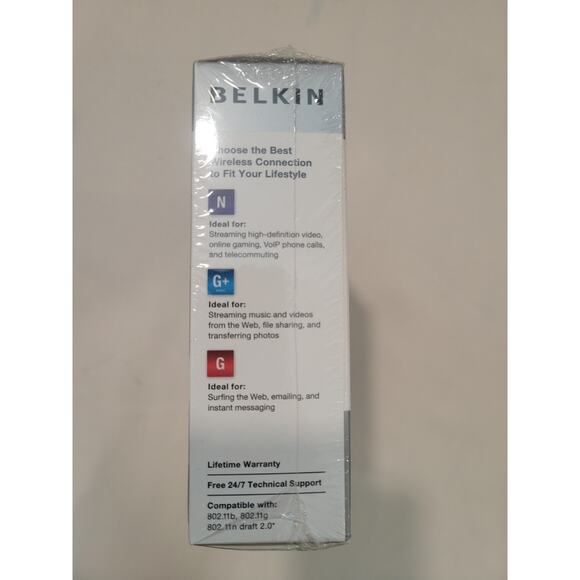 BELKIN
Choose the Best
Wireless Connection
to Fit Your Lifestyle
N
Ideal for:
Streaming high-definition video,
online gaming, VoIP phone calls,
and telecommuting
G+
Ideal for:
Streaming music and videos
from the Web, file sharing, and
transferring photos
G
Ideal for:
Surfing the Web, emailing, and
instant messaging
Lifetime Warranty
Free 24/7 Technical Support
Compatible with:
802.11b, 802.11g
802.11n draft 2.0*